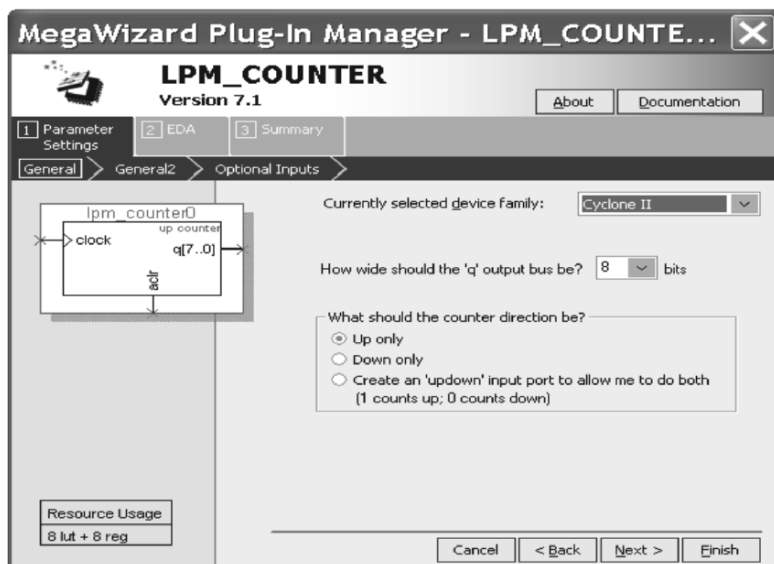 MegaWizard Plug-In Manager - LPM_COUNTE...
LPM_COUNTER
Version 7.1
About
Documentation
1 Parameter Settings
2 EDA
3 Summary
General
General2
Optional Inputs
lpm_counter0
up counter
clock
q[7..0]
aclr
Currently selected device family:
Cyclone II
How wide should the 'q' output bus be?
8
bits
What should the counter direction be?
Up only
Down only
Create an 'updown' input port to allow me to do both
(1 counts up; 0 counts down)
Resource Usage
8 lut + 8 reg
Cancel
< Back
Next >
Finish